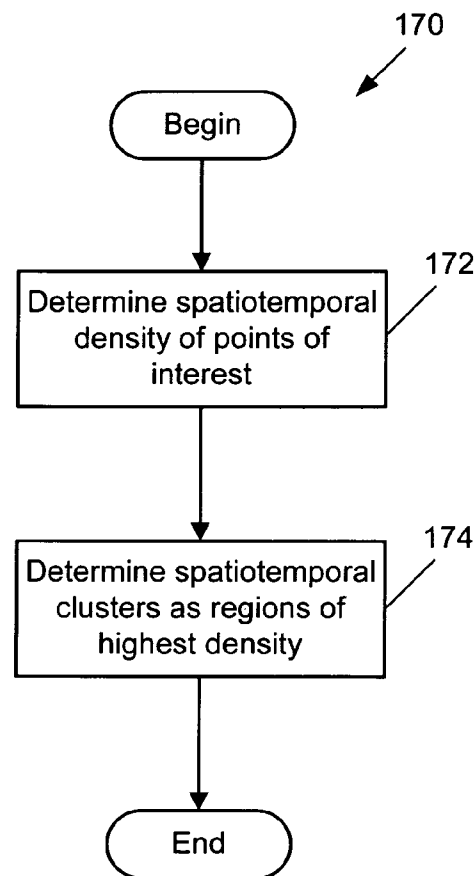 170
Begin
172
Determine spatiotemporal
density of points of
interest
174
Determine spatiotemporal
clusters as regions of
highest density
End